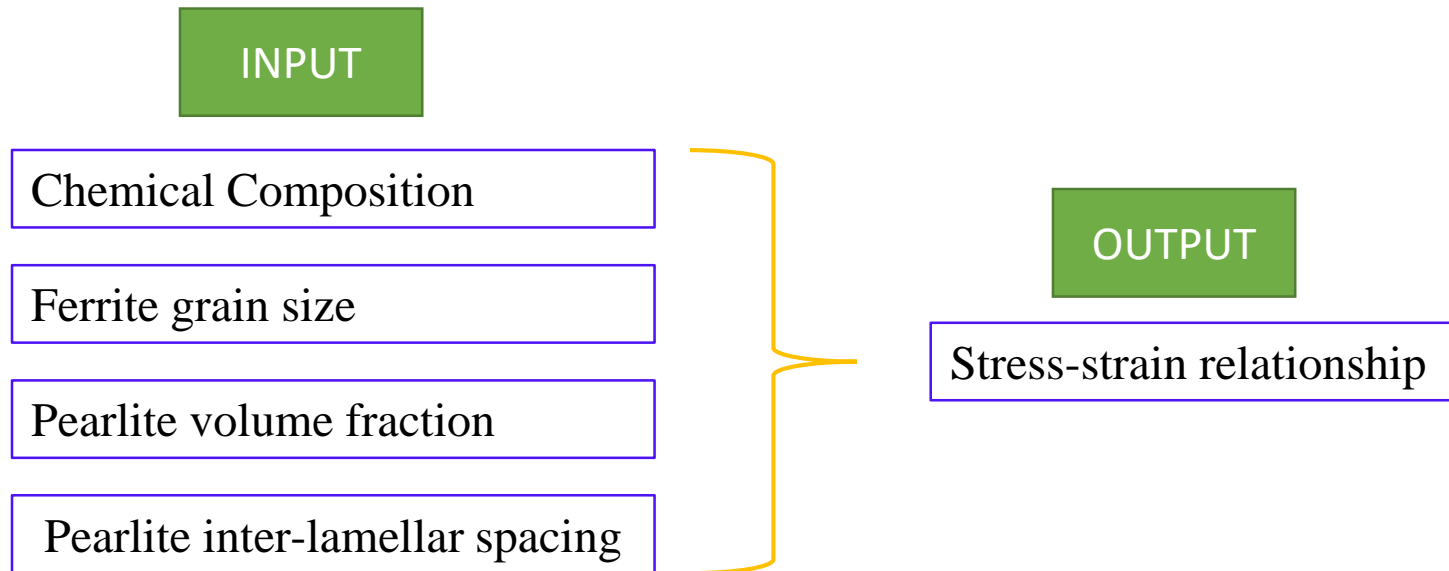 INPUT
Chemical Composition
Ferrite grain size
Pearlite volume fraction
Pearlite inter-lamellar spacing
OUTPUT
Stress-strain relationship